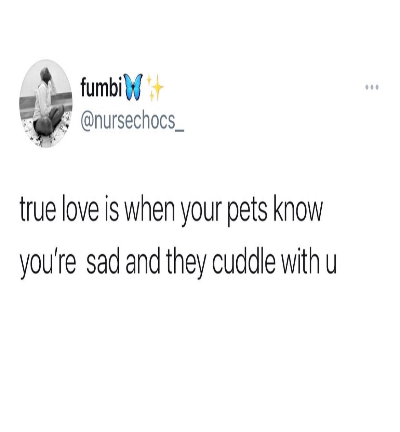 fumbi🦋✨
@nursechocs_
true love is when your pets know
you're  sad and they cuddle with u